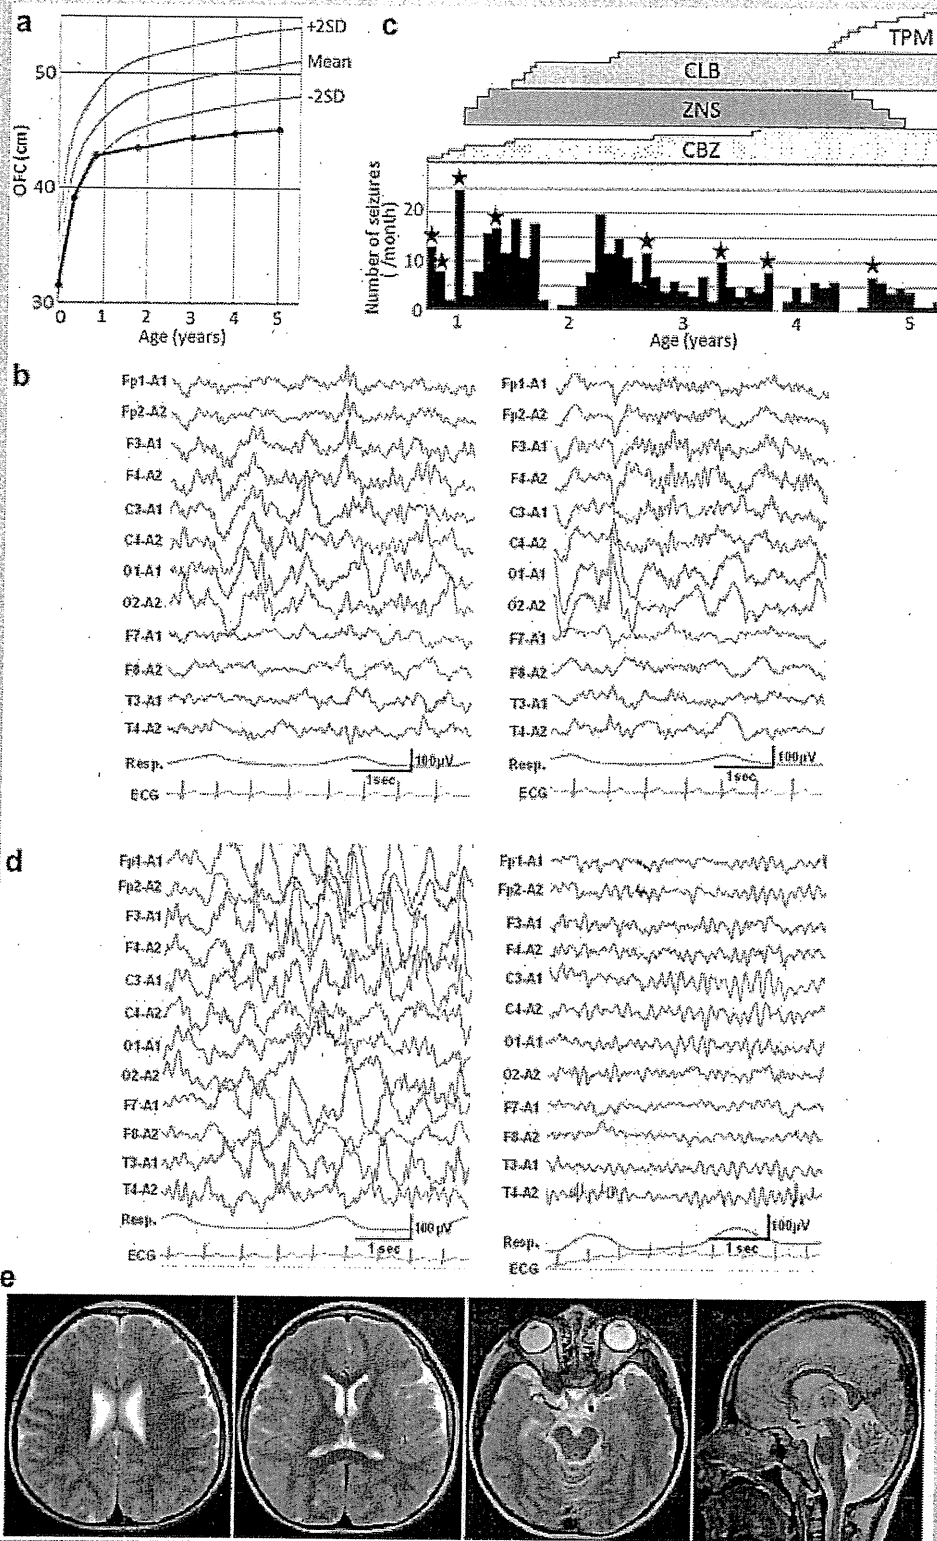 a
+2SD
Mean
-2SD
50
40
30
OFC (cm)
0 1 2 3 4 5
Age (years)
c
TPM
CLB
ZNS
CBZ
Number of seizures
( /month)
20
10
0
1 2 3 4 5
Age (years)
b
Fp1-A1
Fp2-A2
F3-A1
F4-A2
C3-A1
C4-A2
O1-A1
O2-A2
F7-A1
F8-A2
T3-A1
T4-A2
Resp.
100μV
1sec
ECG
Fp1-A1
Fp2-A2
F3-A1
F4-A2
C3-A1
C4-A2
O1-A1
O2-A2
F7-A1
F8-A2
T3-A1
T4-A2
Resp.
100μV
1sec
ECG
d
Fp1-A1
Fp2-A2
F3-A1
F4-A2
C3-A1
C4-A2
O1-A1
O2-A2
F7-A1
F8-A2
T3-A1
T4-A2
Resp.
100μV
1 sec
ECG
Fp1-A1
Fp2-A2
F3-A1
F4-A2
C3-A1
C4-A2
O1-A1
O2-A2
F7-A1
F8-A2
T3-A1
T4-A2
Resp.
100μV
1 sec
ECG
e